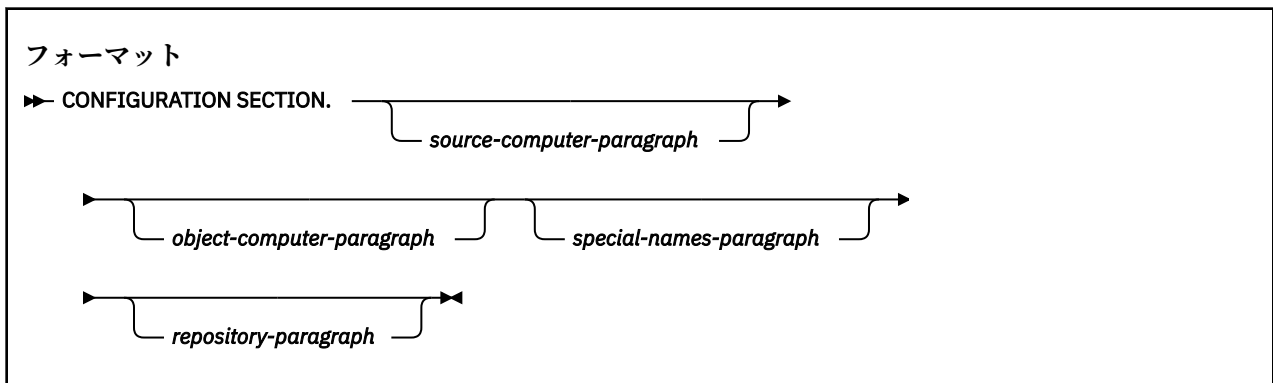 フォーマット
CONFIGURATION SECTION.
source-computer-paragraph
object-computer-paragraph special-names-paragraph
repository-paragraph